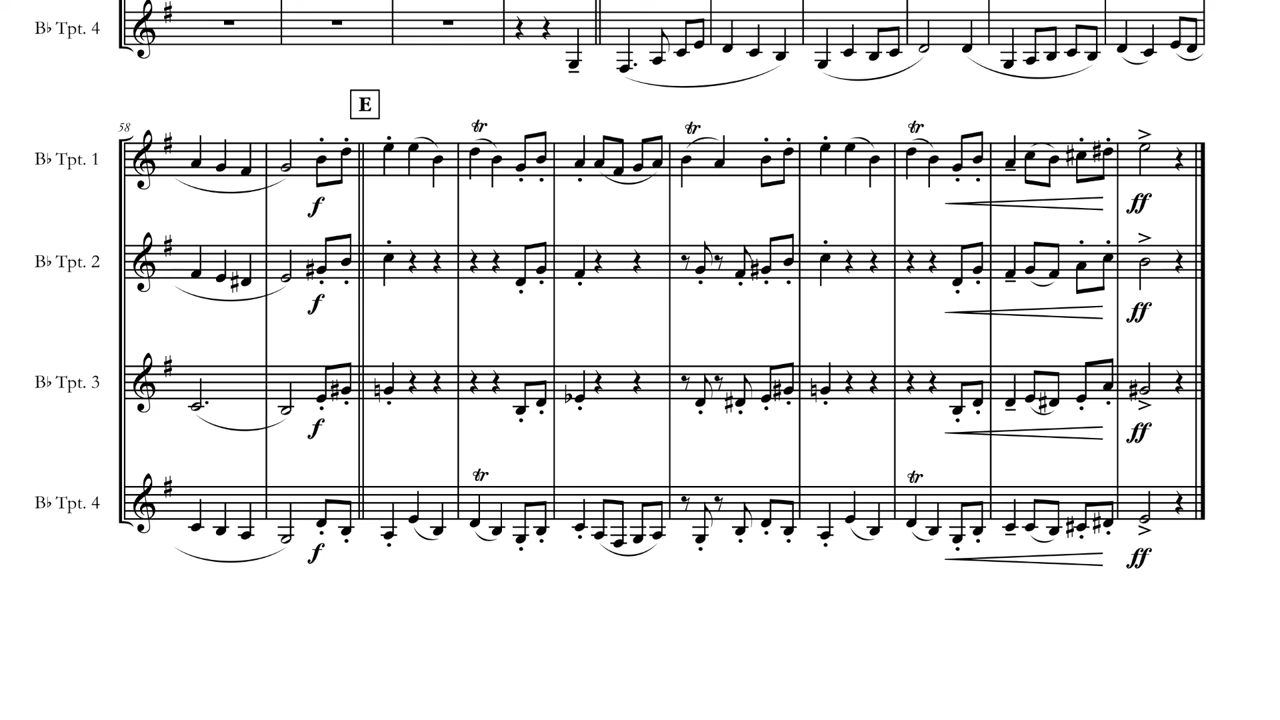 B♭ Tpt. 4
E
58
B♭ Tpt. 1
tr tr tr
f ff
B♭ Tpt. 2
f ff
B♭ Tpt. 3
f ff
B♭ Tpt. 4
tr tr
f ff